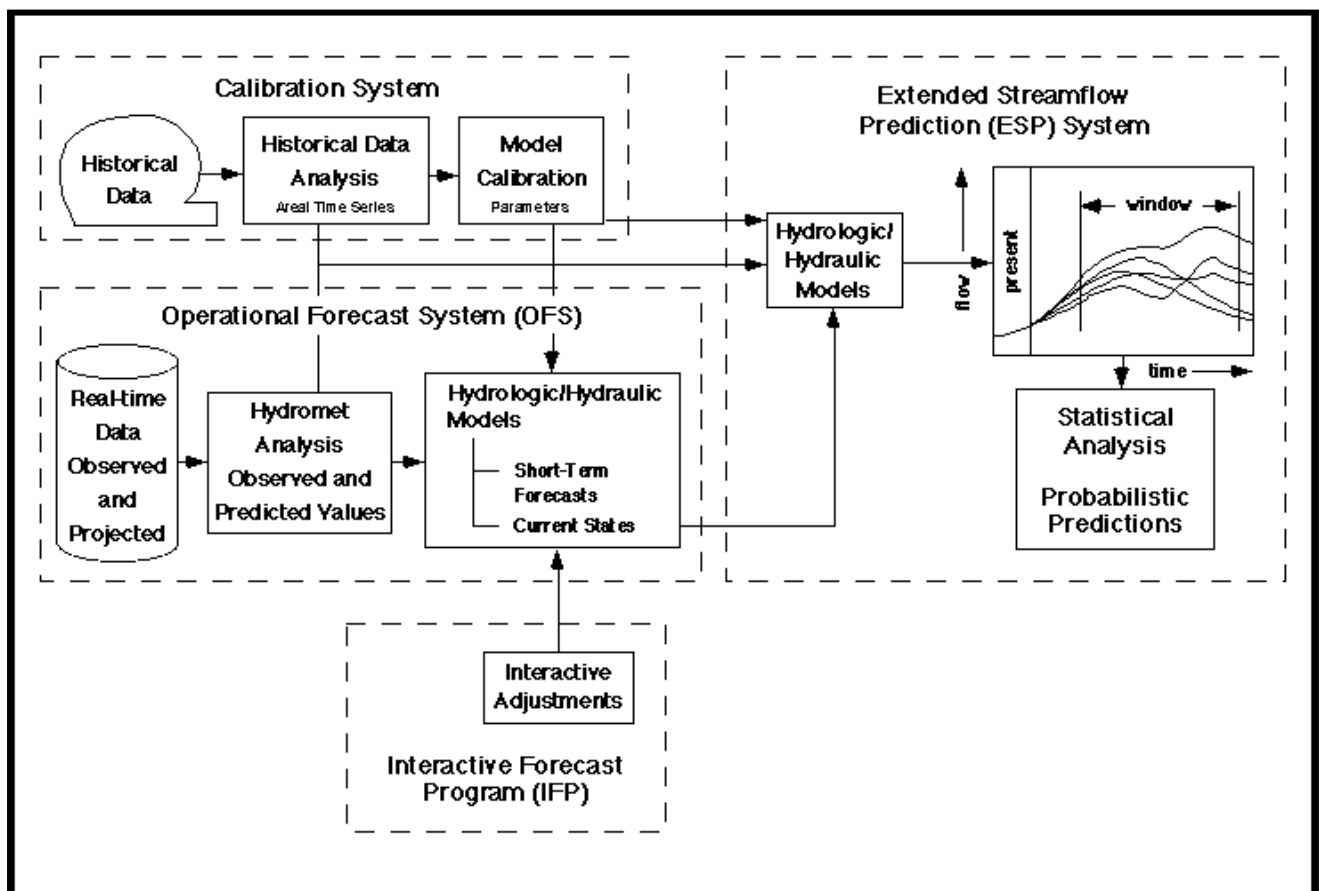 Calibration System
Historical
Data
Historical Data
Analysis
Areal Time Series
Model
Calibration
Parameters
Operational Forecast System (OFS)
Real-time
Data
Observed
and
Projected
Hydromet
Analysis
Observed and
Predicted Values
Hydrologic/Hydraulic
Models
Short-Term
Forecasts
Current States
Interactive
Adjustments
Interactive Forecast
Program (IFP)
Extended Streamflow
Prediction (ESP) System
Hydrologic/
Hydraulic
Models
flow
present
window
time
Statistical
Analysis
Probabilistic
Predictions